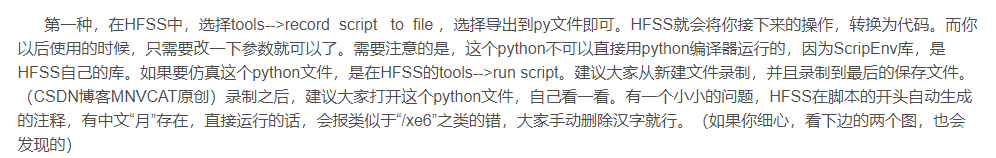 第一种，在HFSS中，选择tools-->record script to file ，选择导出到py文件即可。HFSS就会将你接下来的操作，转换为代码。而你
以后使用的时候，只需要改一下参数就可以了。需要注意的是，这个python不可以直接用python编译器运行的，因为ScripEnv库，是
HFSS自己的库。如果要仿真这个python文件，是在HFSS的tools-->run script。建议大家从新建文件录制，并且录制到最后的保存文件。
（CSDN博客MNVCAT原创）录制之后，建议大家打开这个python文件，自己看一看。有一个小小的问题，HFSS在脚本的开头自动生成
的注释，有中文“月”存在，直接运行的话，会报类似于“/xe6”之类的错，大家手动删除汉字就行。（如果你细心，看下边的两个图，也会
发现的）